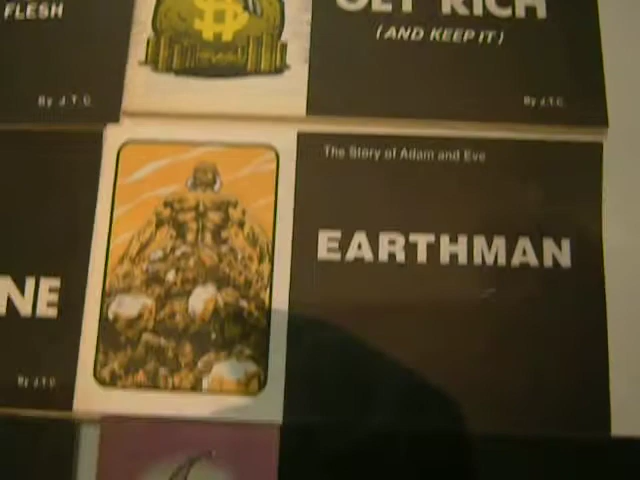 FLESH
By J.T.C.
GET RICH
(AND KEEP IT)
By J.T.C.
The Story of Adam and Eve
EARTHMAN
NE
By J.T.C.